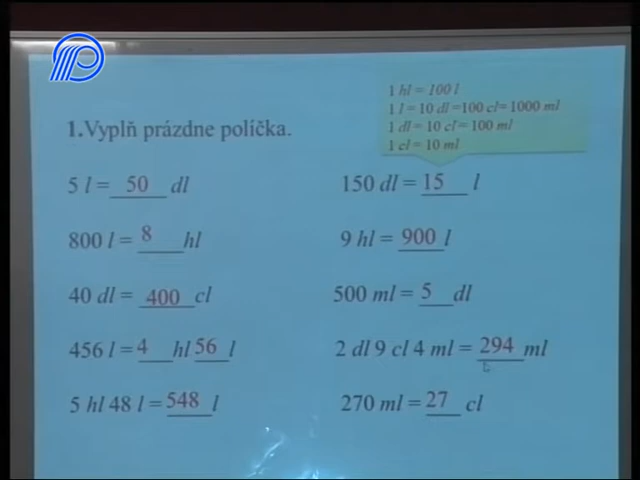 1 hl = 100 l
1 l = 10 dl =100 cl= 1000 ml
1 dl = 10 cl = 100 ml
1 cl = 10 ml
1.Vyplň prázdne políčka.
5 l = 50 dl
150 dl = 15 l
800 l = 8 hl
9 hl = 900 l
40 dl = 400 cl
500 ml = 5 dl
456 l = 4 hl 56 l
2 dl 9 cl 4 ml = 294 ml
5 hl 48 l = 548 l
270 ml = 27 cl